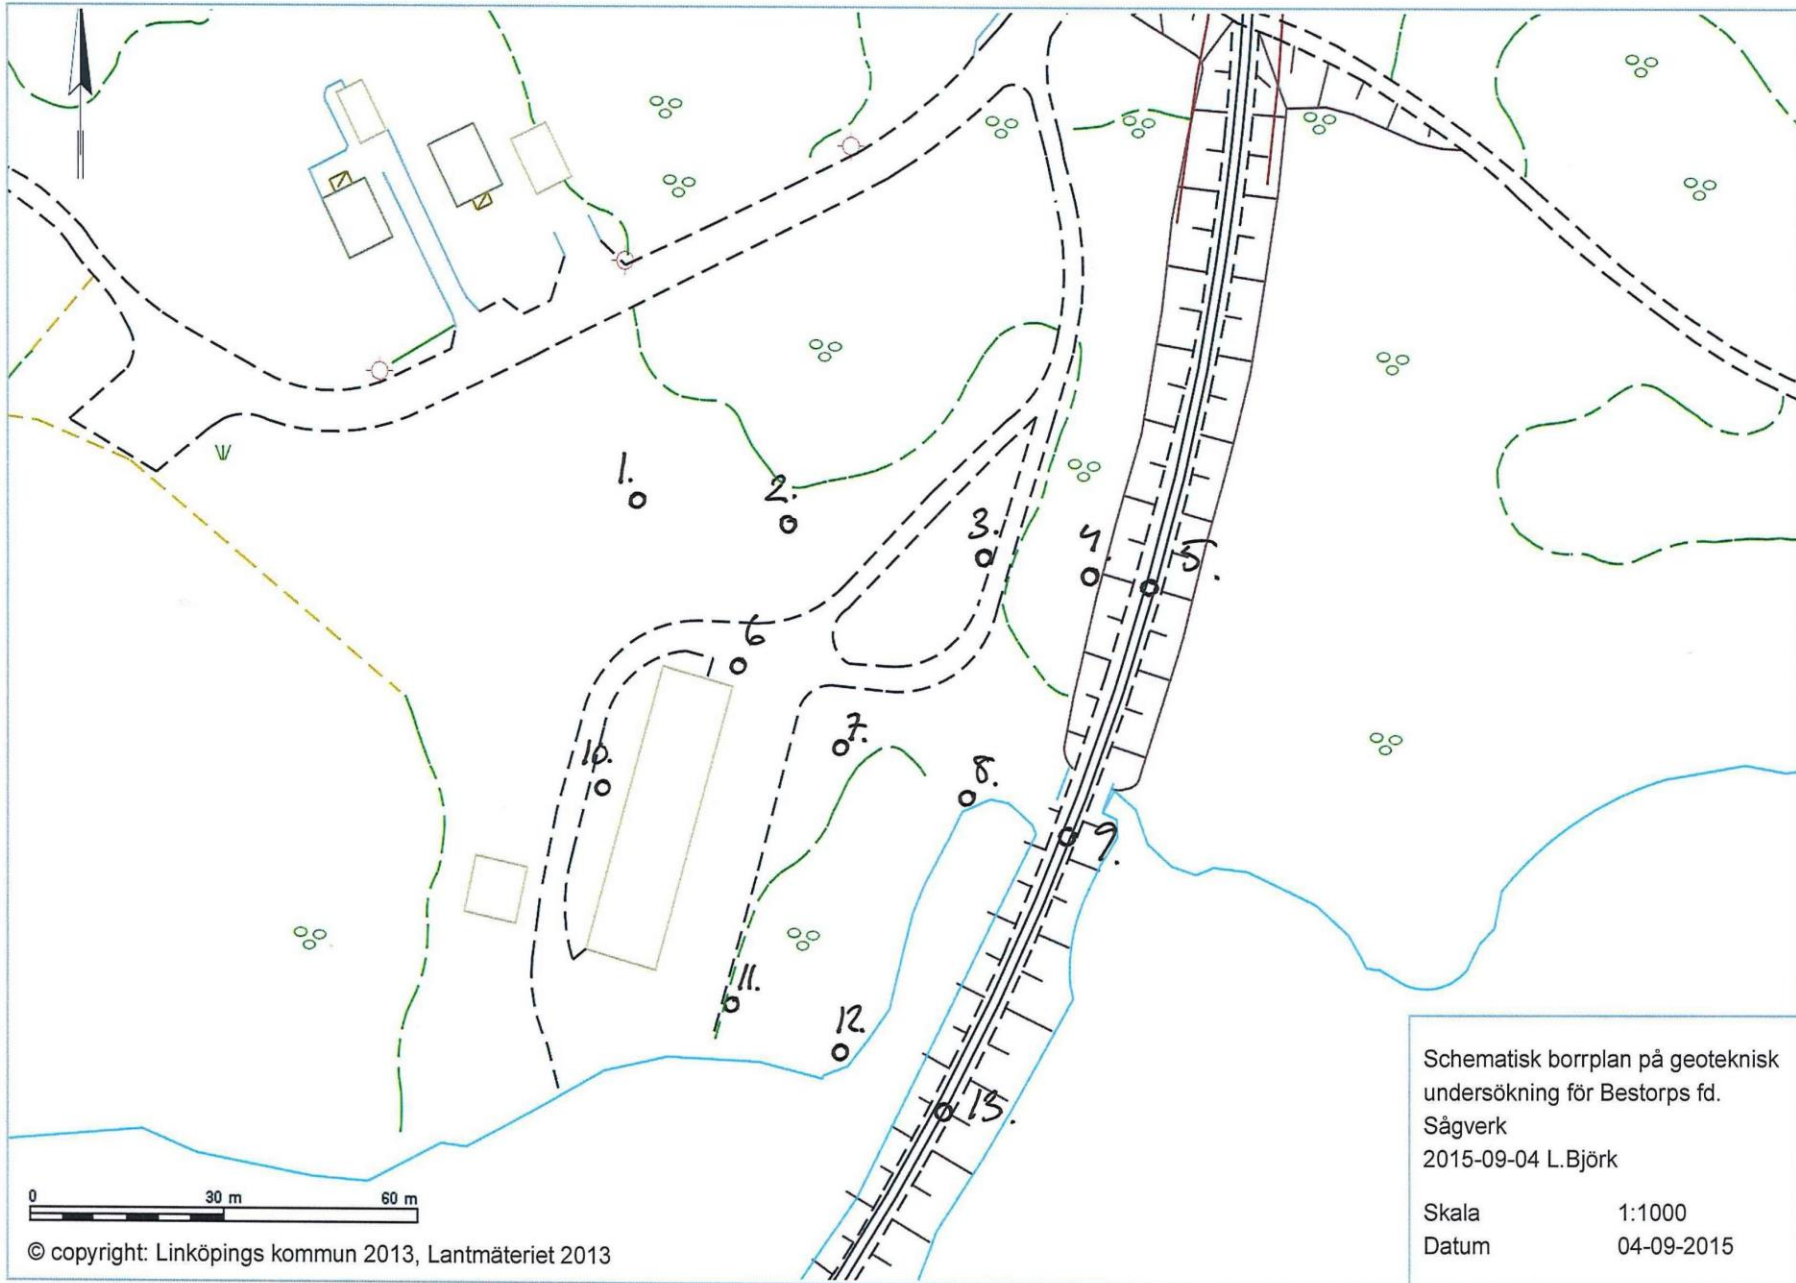 1.
2.
3.
4.
5.
6
7.
8.
9.
10.
11.
12.
13.
Schematisk borrplan på geoteknisk
undersökning för Bestorps fd.
Sågverk
2015-09-04 L.Björk
Skala 1:1000
Datum 04-09-2015
0 30 m 60 m
© copyright: Linköpings kommun 2013, Lantmäteriet 2013